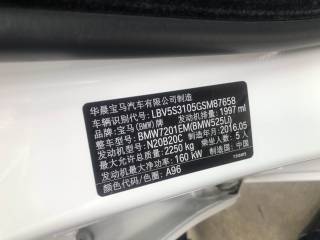 华晨宝马汽车有限公司制造
车辆识别代号: LBV5S3105GSM87658
品牌: 宝马(BMW)牌 发动机排量: 1997 ml
整车型号: BMW7201EM(BMW525Li)
发动机型号: N20B20C 制造年月: 2016.05
最大允许总质量: 2250 kg 乘坐人数: 5 人
发动机最大净功率: 160 kW 制造国: 中国
颜色/色圈: A96